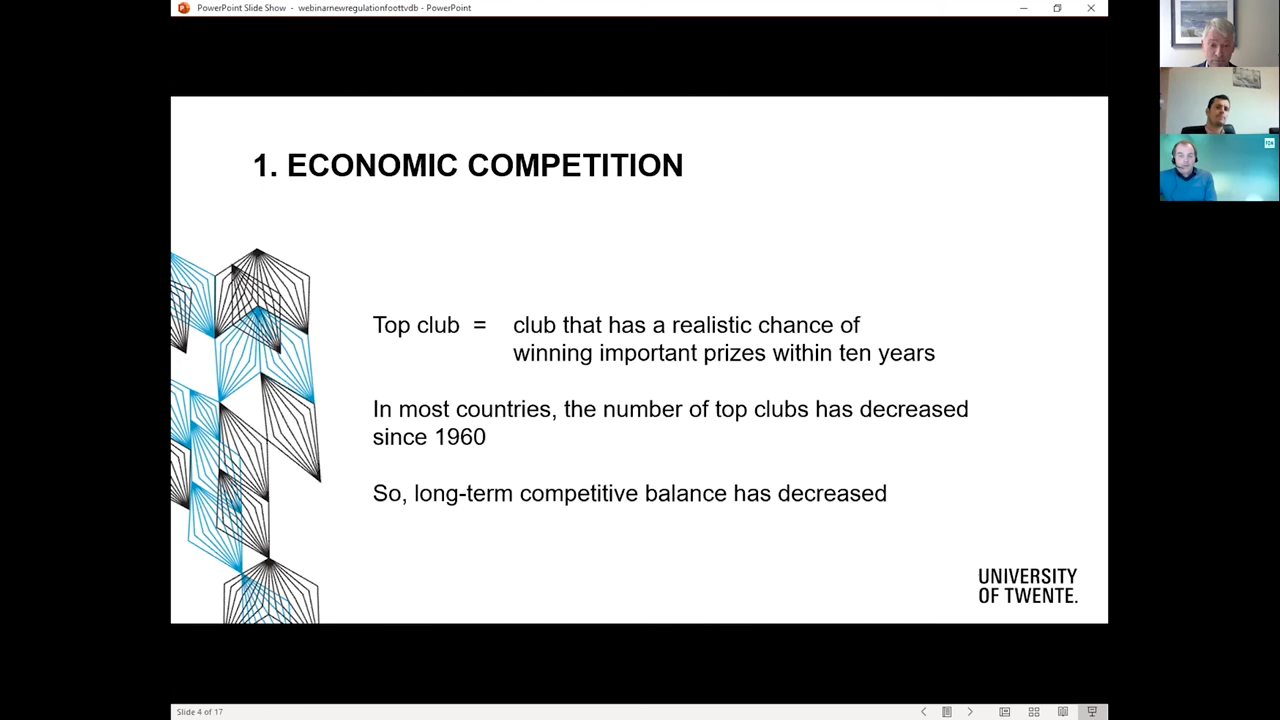 PowerPoint Slide Show - webinarnewregulationfoottvdb - PowerPoint
1. ECONOMIC COMPETITION
Top club = club that has a realistic chance of
winning important prizes within ten years
In most countries, the number of top clubs has decreased
since 1960
So, long-term competitive balance has decreased
UNIVERSITY
OF TWENTE.
Slide 4 of 17